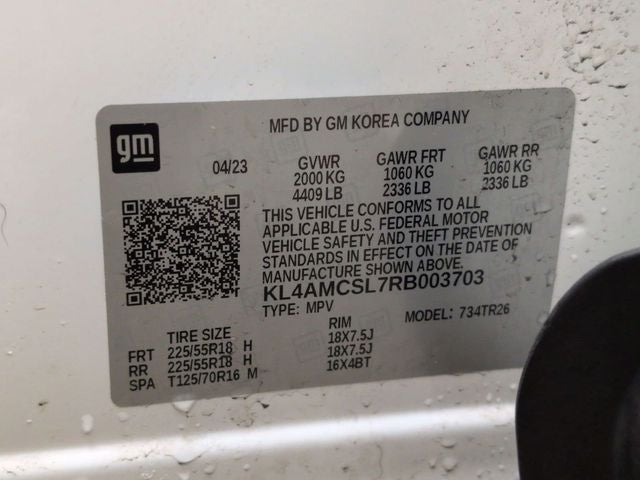 gm
MFD BY GM KOREA COMPANY
04/23 GVWR GAWR FRT GAWR RR
2000 KG 1060 KG 1060 KG
4409 LB 2336 LB 2336 LB
THIS VEHICLE CONFORMS TO ALL
APPLICABLE U.S. FEDERAL MOTOR
VEHICLE SAFETY AND THEFT PREVENTION
STANDARDS IN EFFECT ON THE DATE OF
MANUFACTURE SHOWN ABOVE.
KL4AMCSL7RB003703
TYPE: MPV MODEL: 734TR26
TIRE SIZE RIM
FRT 225/55R18 H 18X7.5J
RR 225/55R18 H 18X7.5J
SPA T125/70R16 M 16X4BT